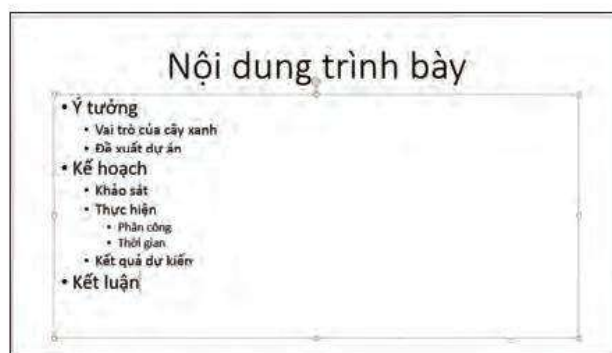 Nội dung trình bày
• Ý tưởng
• Vai trò của cây xanh
• Đề xuất dự án
• Kế hoạch
• Khảo sát
• Thực hiện
• Phân công
• Thời gian
• Kết quả dự kiến
• Kết luận